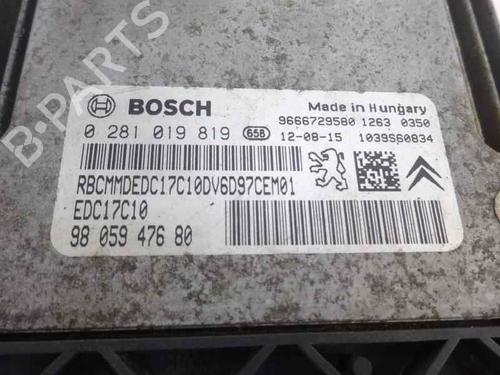 B-PARTS
BOSCH
Made in Hungary
9666729580 1263 0350
0 281 019 819 65B 12-08-15 1039S60834
RBCMMDEDC17C10DV6D97CEM01
EDC17C10
98 059 476 80